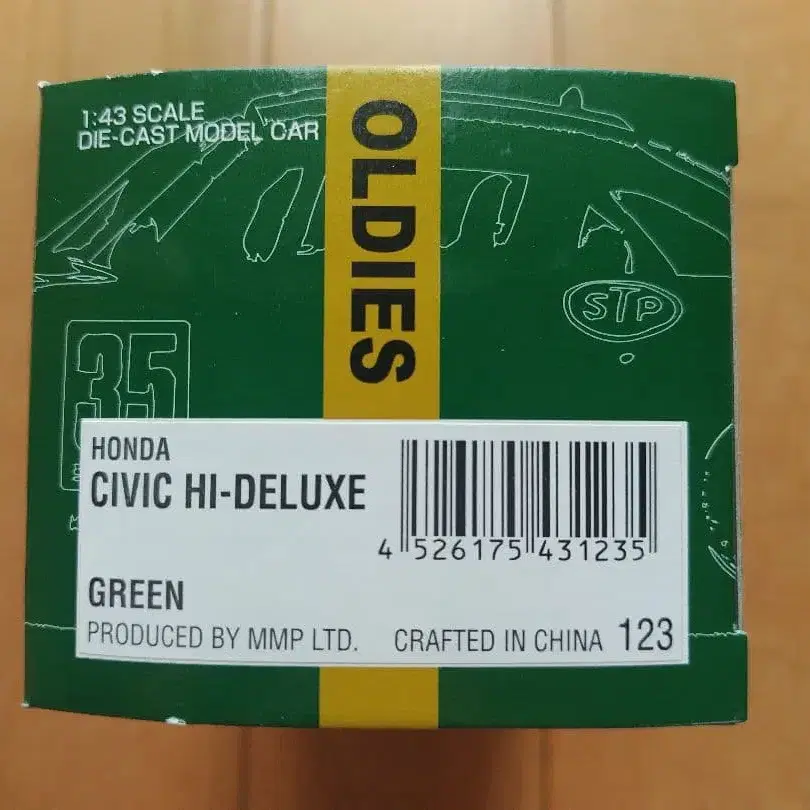 1:43 SCALE
DIE-CAST MODEL CAR
OLDIES
STP
35
HONDA
CIVIC HI-DELUXE
4 526175 431235
GREEN
PRODUCED BY MMP LTD. CRAFTED IN CHINA 123